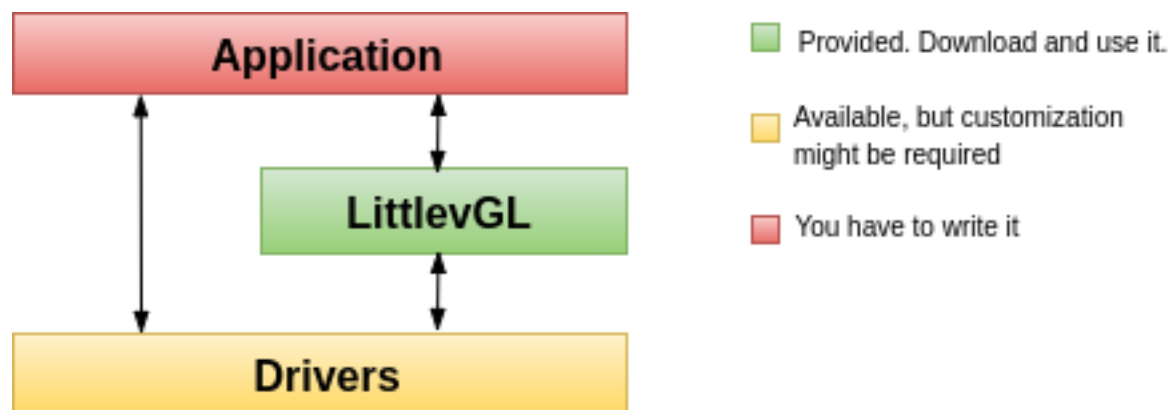 Application
LittlevGL
Drivers
Provided. Download and use it.
Available, but customization
might be required
You have to write it